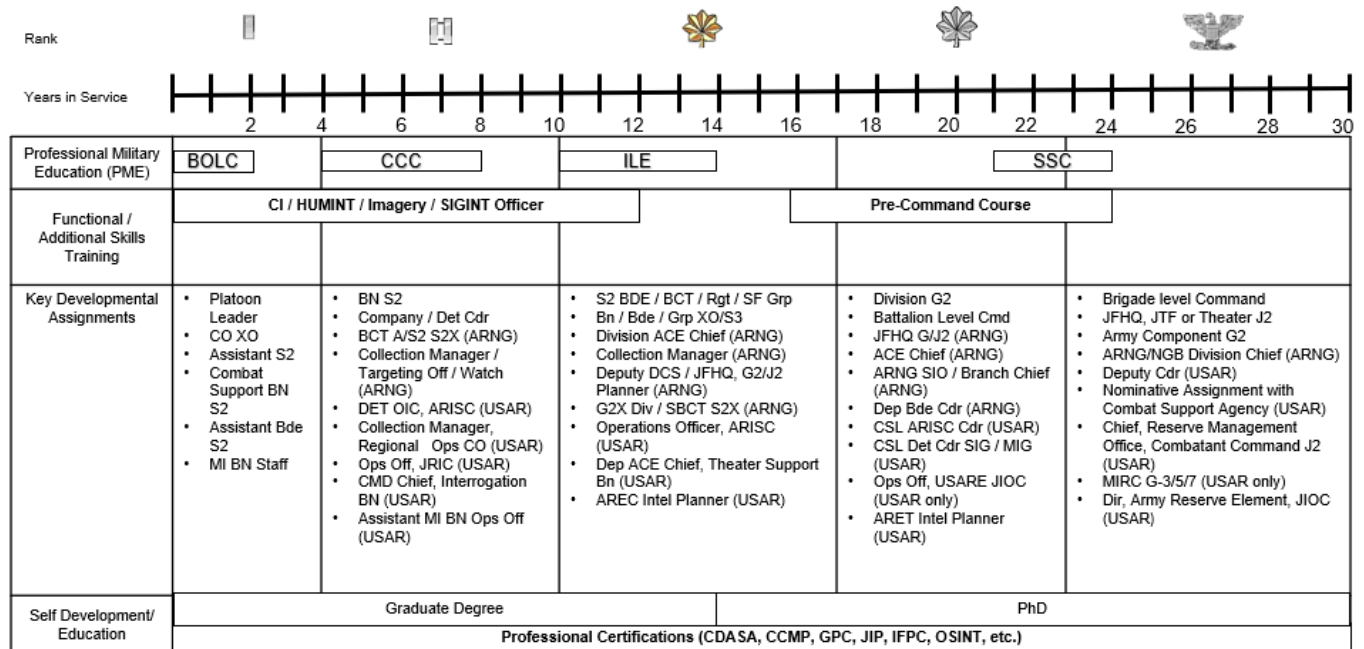 Rank
Years in Service
2 4 6 8 10 12 14 16 18 20 22 24 26 28 30
Professional Military
Education (PME)
BOLC
CCC
ILE
SSC
Functional /
Additional Skills
Training
CI / HUMINT / Imagery / SIGINT Officer
Pre-Command Course
Key Developmental
Assignments
• Platoon
Leader
• CO XO
• Assistant S2
• Combat
Support BN
S2
• Assistant Bde
S2
• MI BN Staff
• BN S2
• Company / Det Cdr
• BCT A/S2 S2X (ARNG)
• Collection Manager /
Targeting Off / Watch
(ARNG)
• DET OIC, ARISC (USAR)
• Collection Manager,
Regional Ops CO (USAR)
• Ops Off, JRIC (USAR)
• CMD Chief, Interrogation
BN (USAR)
• Assistant MI BN Ops Off
(USAR)
• S2 BDE / BCT / Rgt / SF Grp
• Bn / Bde / Grp XO/S3
• Division ACE Chief (ARNG)
• Collection Manager (ARNG)
• Deputy DCS / JFHQ, G2/J2
Planner (ARNG)
• G2X Div / SBCT S2X (ARNG)
• Operations Officer, ARISC
(USAR)
• Dep ACE Chief, Theater Support
Bn (USAR)
• AREC Intel Planner (USAR)
• Division G2
• Battalion Level Cmd
• JFHQ G/J2 (ARNG)
• ACE Chief (ARNG)
• ARNG SIO / Branch Chief
(ARNG)
• Dep Bde Cdr (ARNG)
• CSL ARISC Cdr (USAR)
• CSL Det Cdr SIG / MIG
(USAR)
• Ops Off, USARE JIOC
(USAR only)
• ARET Intel Planner
(USAR)
• Brigade level Command
• JFHQ, JTF or Theater J2
• Army Component G2
• ARNG/NGB Division Chief (ARNG)
• Deputy Cdr (USAR)
• Nominative Assignment with
Combat Support Agency (USAR)
• Chief, Reserve Management
Office, Combatant Command J2
(USAR)
• MIRC G-3/5/7 (USAR only)
• Dir, Army Reserve Element, JIOC
(USAR)
Self Development/
Education
Graduate Degree
PhD
Professional Certifications (CDASA, CCMP, GPC, JIP, IFPC, OSINT, etc.)